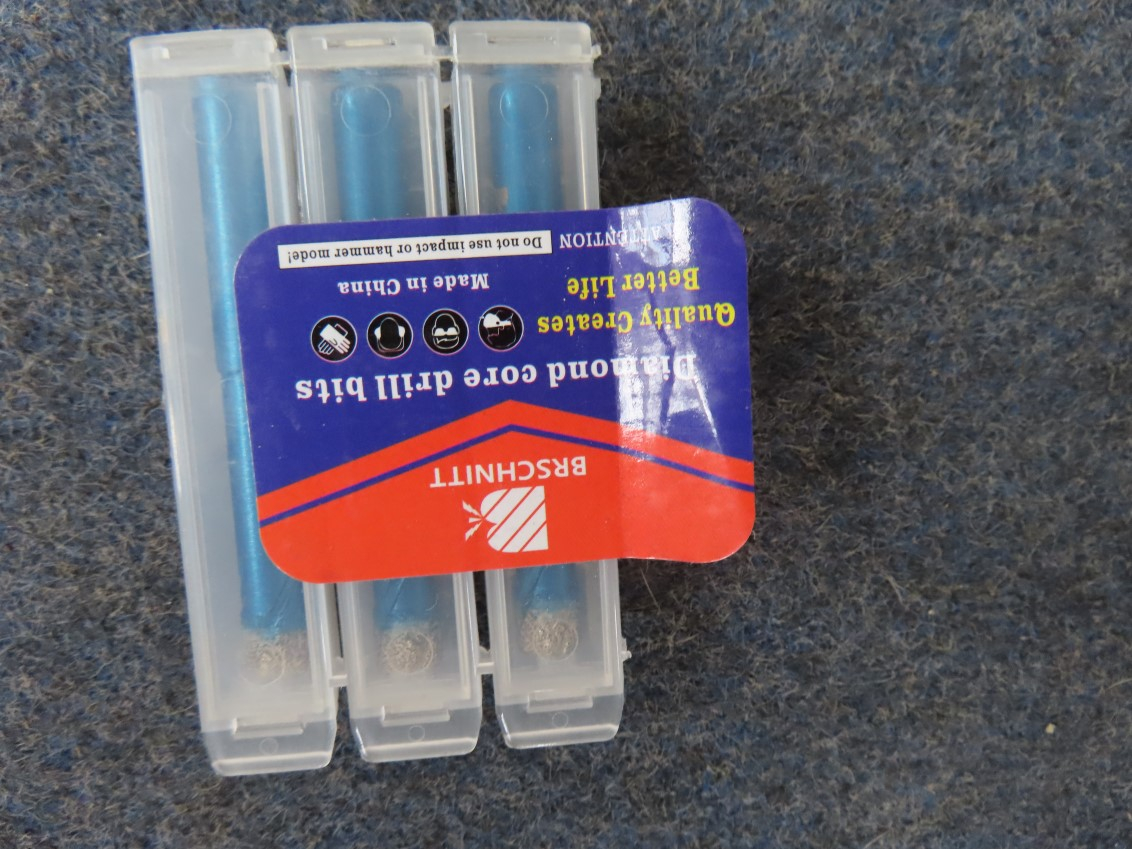 BRSCHNITT
Diamond core drill bits
Quality Creates
Better Life
Made in China
ATTENTION Do not use impact or hammer mode!